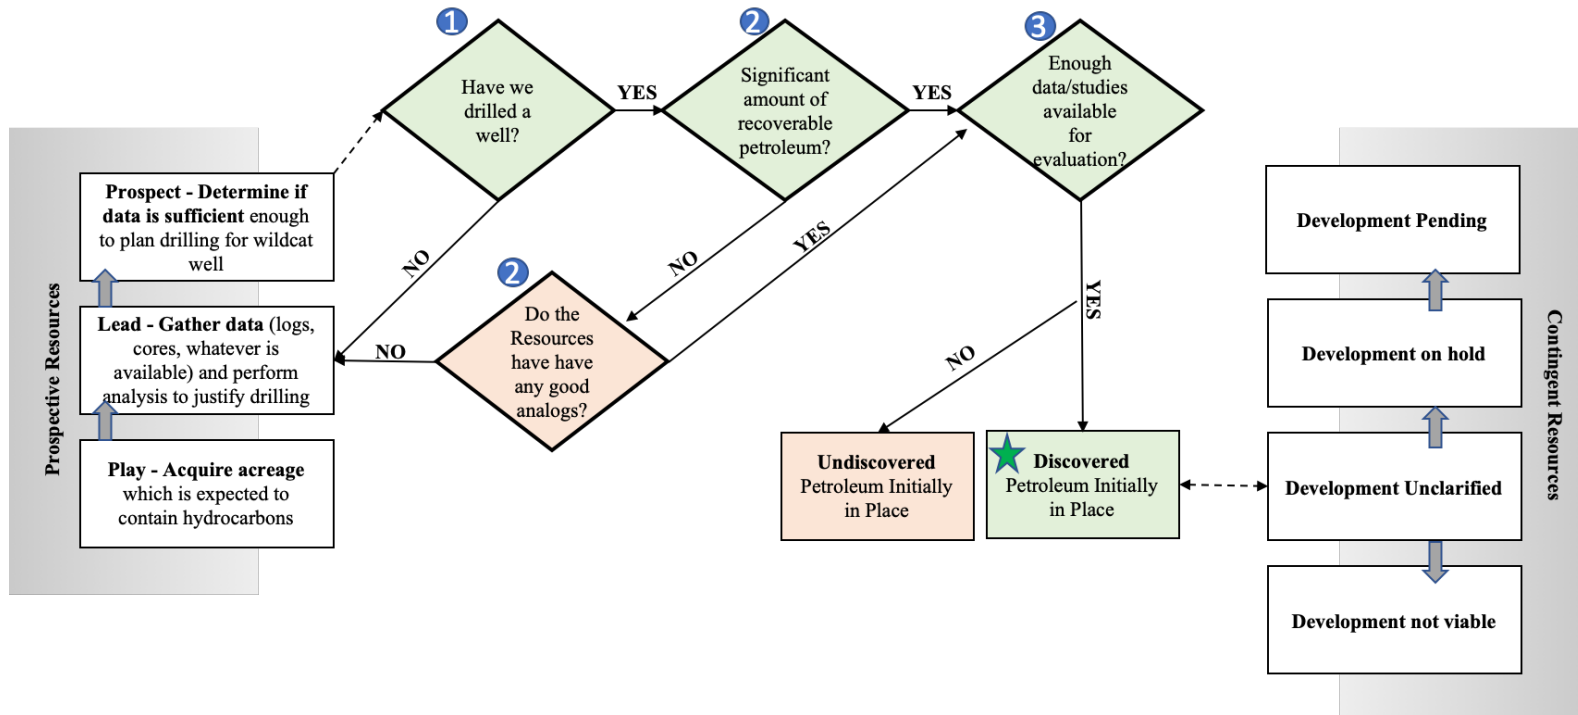 1
Have we
drilled a
well?
YES
2
Significant
amount of
recoverable
petroleum?
YES
3
Enough
data/studies
available
for
evaluation?
Prospective Resources
Prospect - Determine if
data is sufficient enough
to plan drilling for wildcat
well
Lead - Gather data (logs,
cores, whatever is
available) and perform
analysis to justify drilling
Play - Acquire acreage
which is expected to
contain hydrocarbons
NO
NO
2
Do the
Resources
have have
any good
analogs?
NO
YES
YES
NO
Undiscovered
Petroleum Initially
in Place
Discovered
Petroleum Initially
in Place
Development Pending
Development on hold
Development Unclarified
Development not viable
Contingent Resources